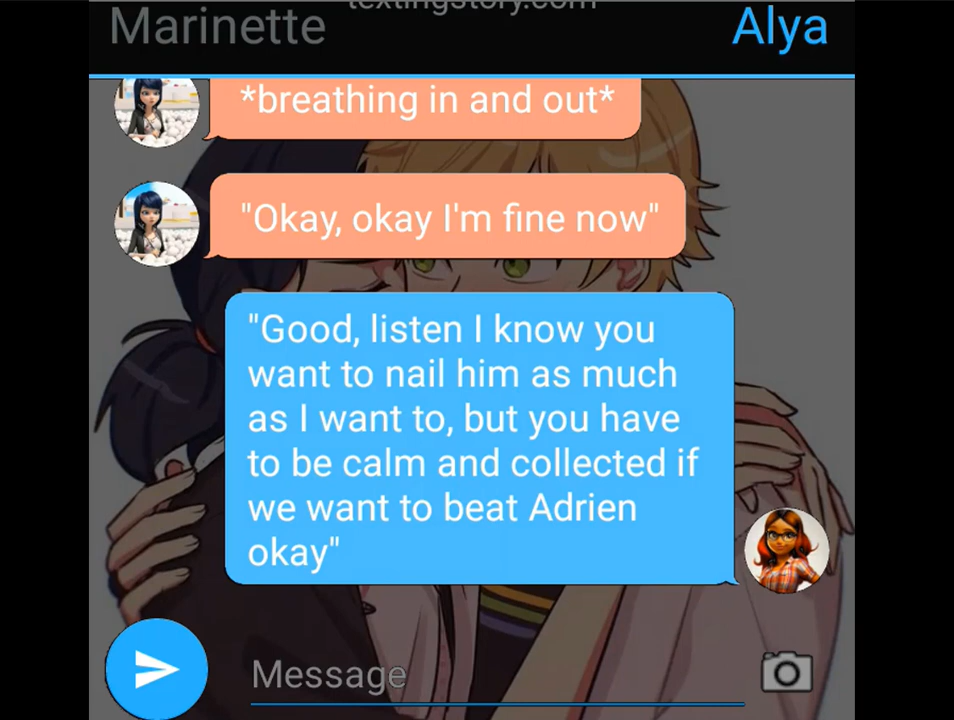 textingstory.com
Marinette
Alya
*breathing in and out*
"Okay, okay I'm fine now"
"Good, listen I know you
want to nail him as much
as I want to, but you have
to be calm and collected if
we want to beat Adrien
okay"
Message